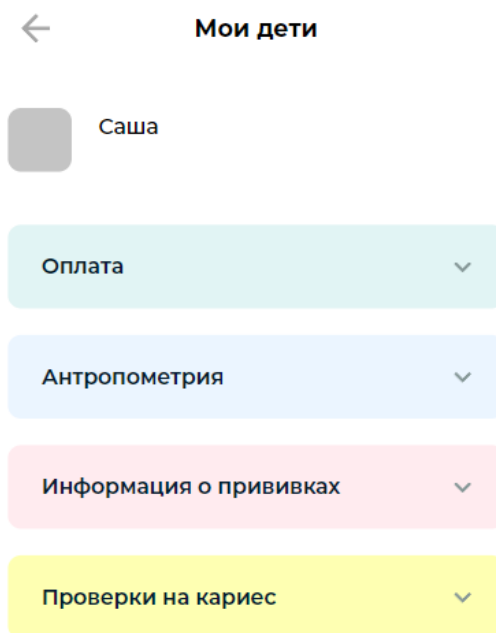 Мои дети
Саша
Оплата
Антропометрия
Информация о прививках
Проверки на кариес